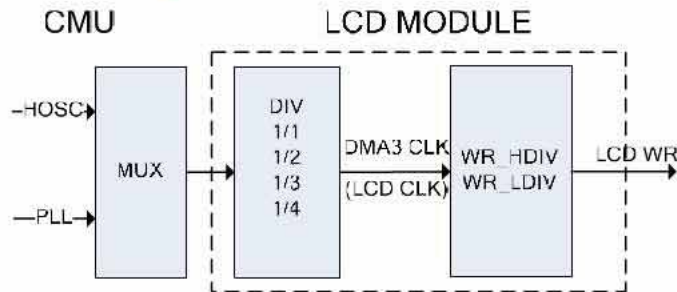 CMU
LCD MODULE
HOSC
PLL
MUX
DIV
1/1
1/2
1/3
1/4
DMA3 CLK
(LCD CLK)
WR_HDIV
WR_LDIV
LCD WR